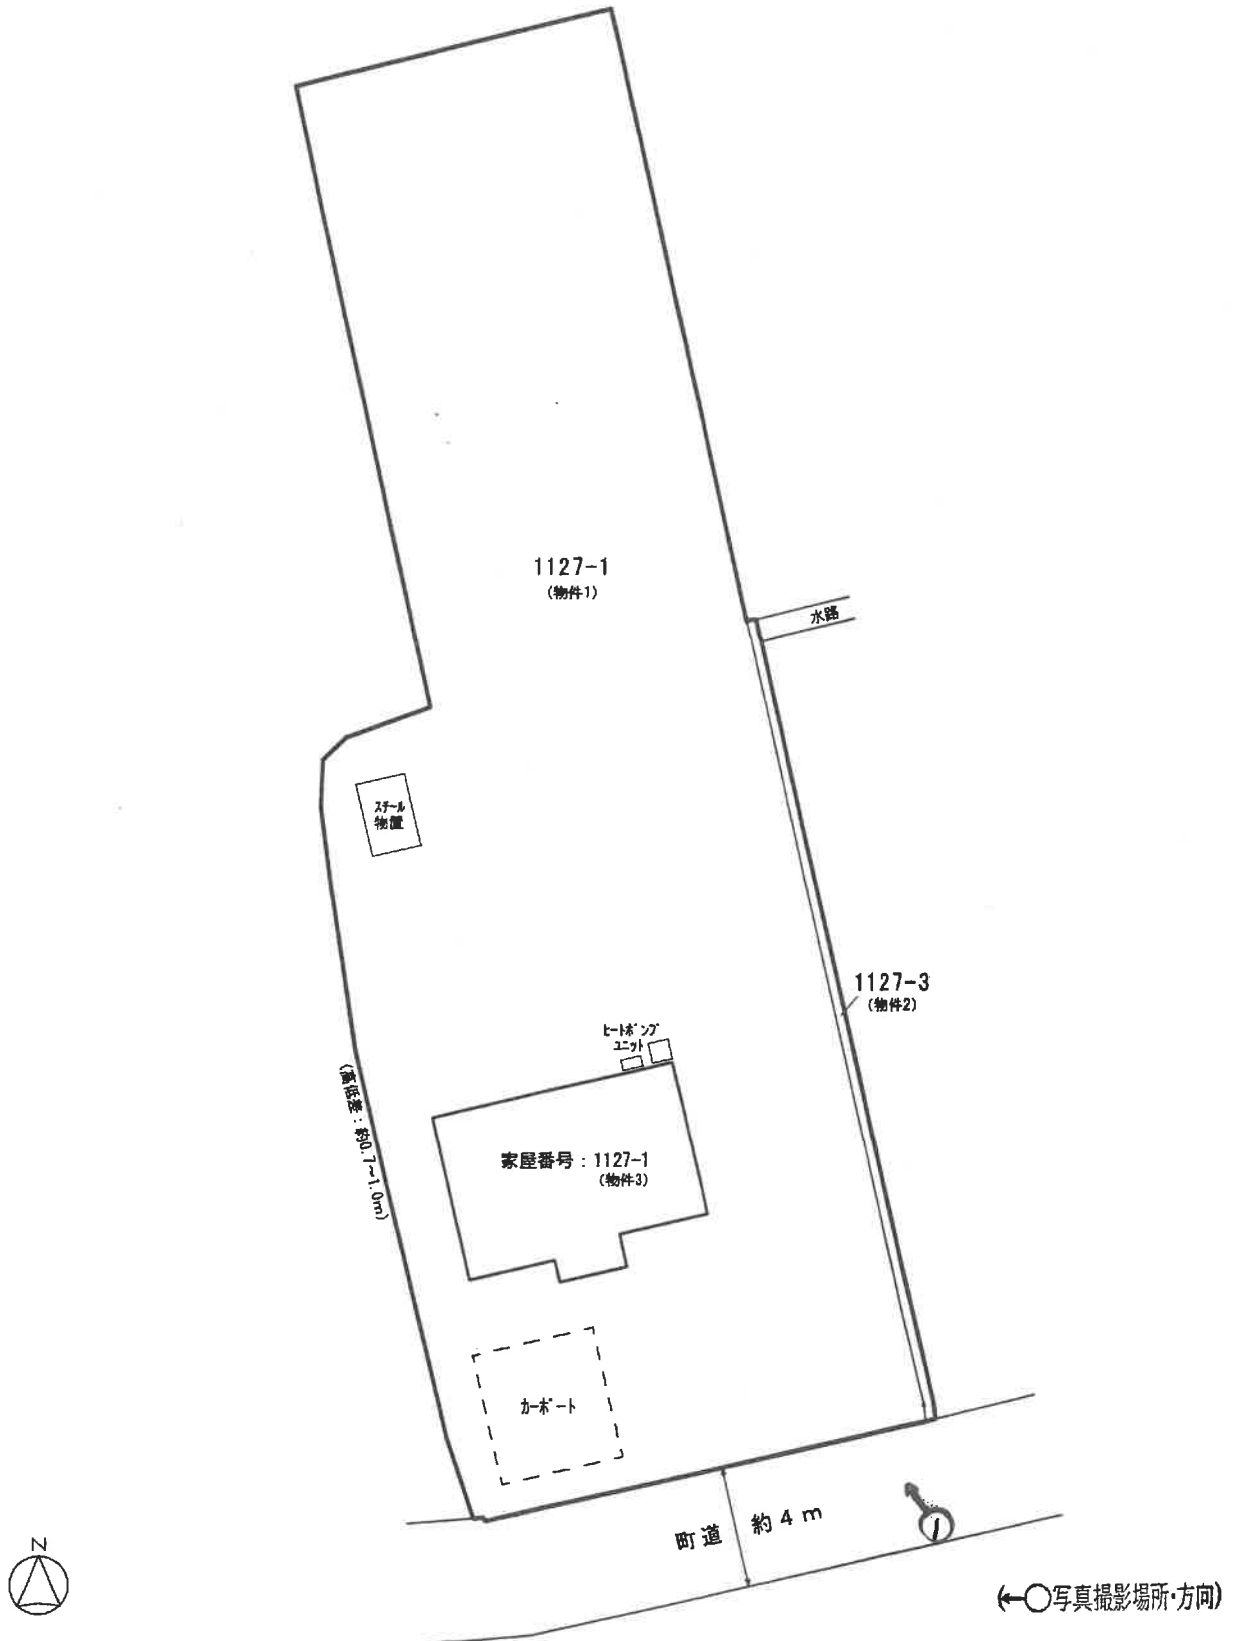 1127-1
(物件1)
水路
スチール
物置
1127-3
(物件2)
ヒートポンプ
ユニット
(高低差：約0.7~1.0m)
家屋番号：1127-1
(物件3)
カーポート
町道 約4m
1
N
(←○写真撮影場所・方向)